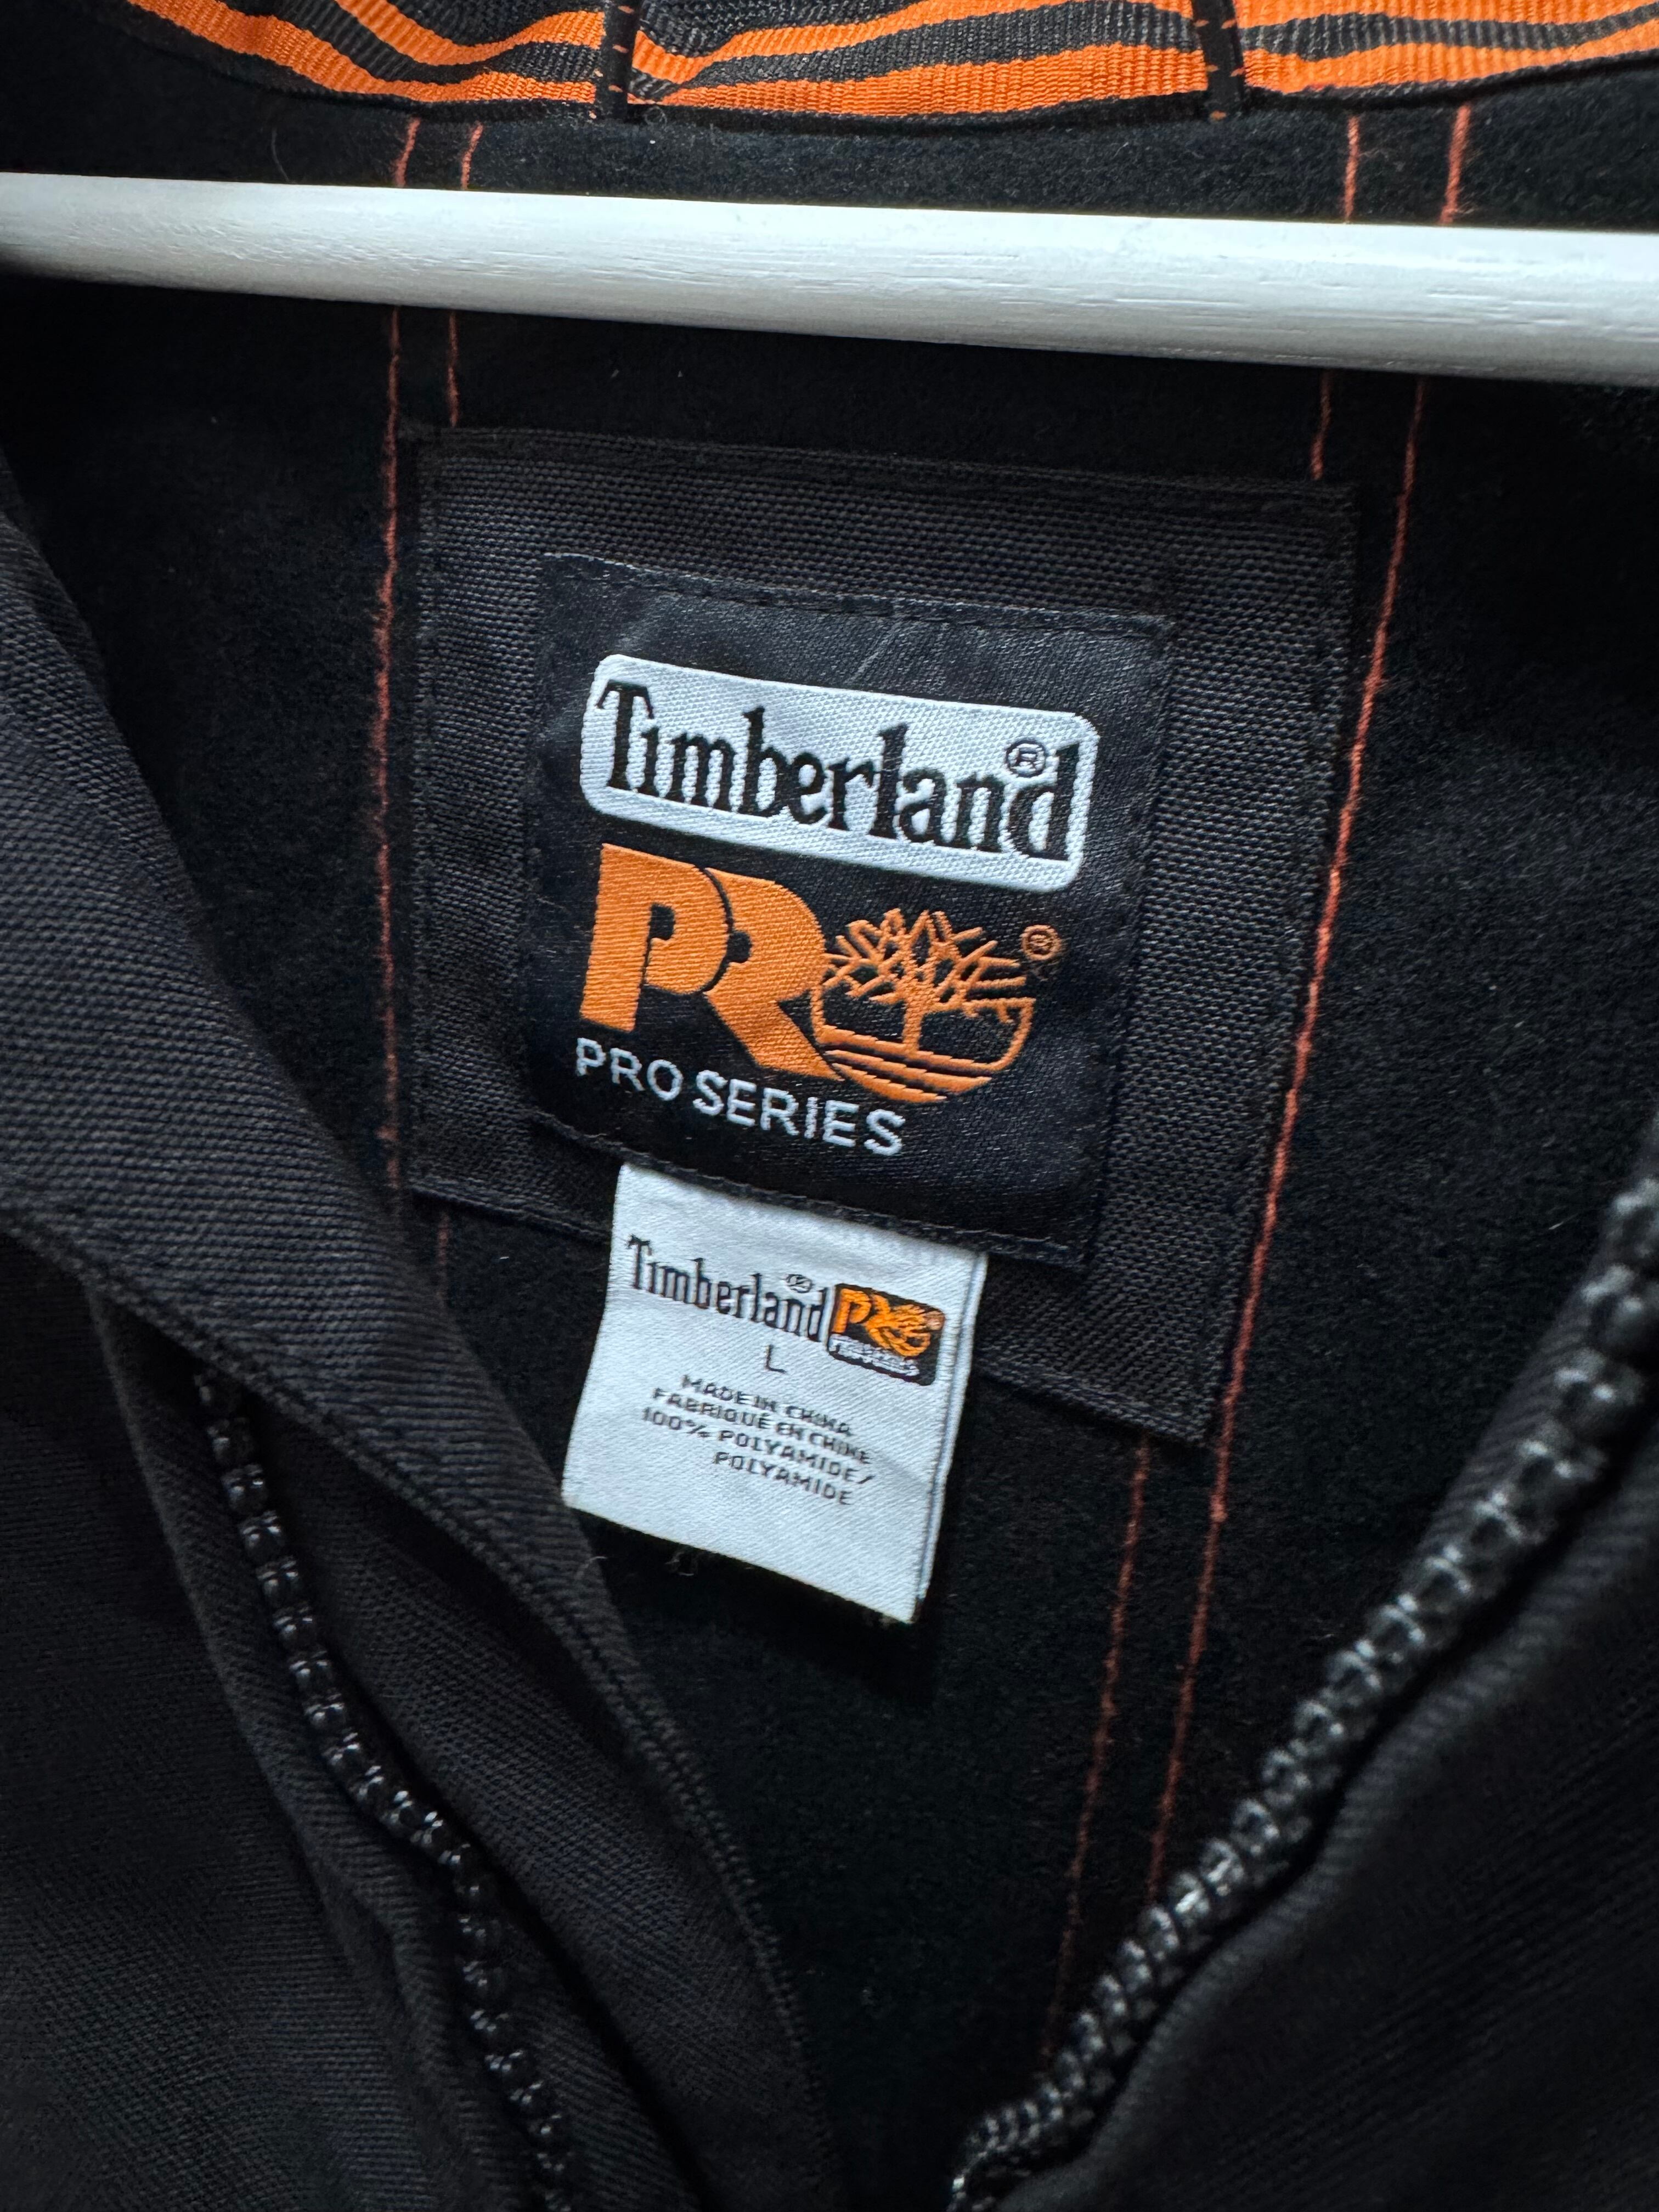 Timberland®
PRO®
PRO SERIES
Timberland® PRO®
L
MADE IN CHINA
FABRIQUÉ EN CHINE
100% POLYAMIDE/
POLYAMIDE